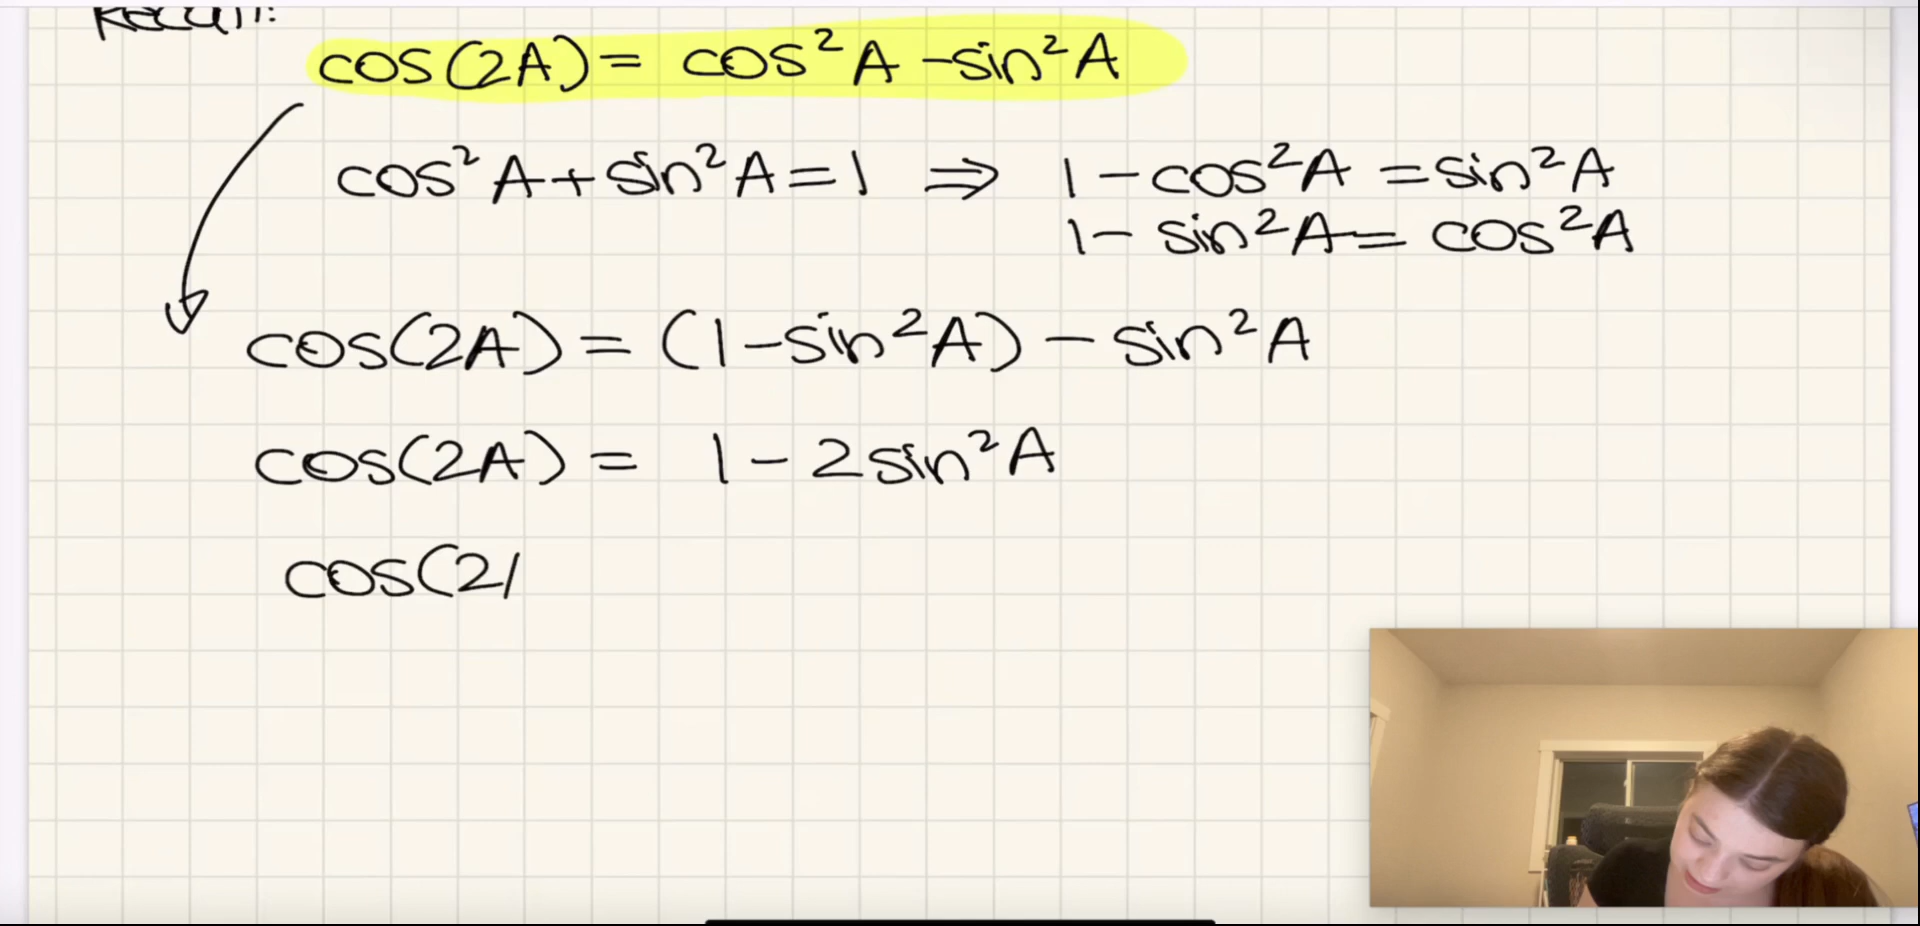 Recall:
cos(2A) = cos²A - sin²A
cos²A + sin²A = 1 ⇒ 1 - cos²A = sin²A
1 - sin²A = cos²A
cos(2A) = (1 - sin²A) - sin²A
cos(2A) = 1 - 2sin²A
cos(2/